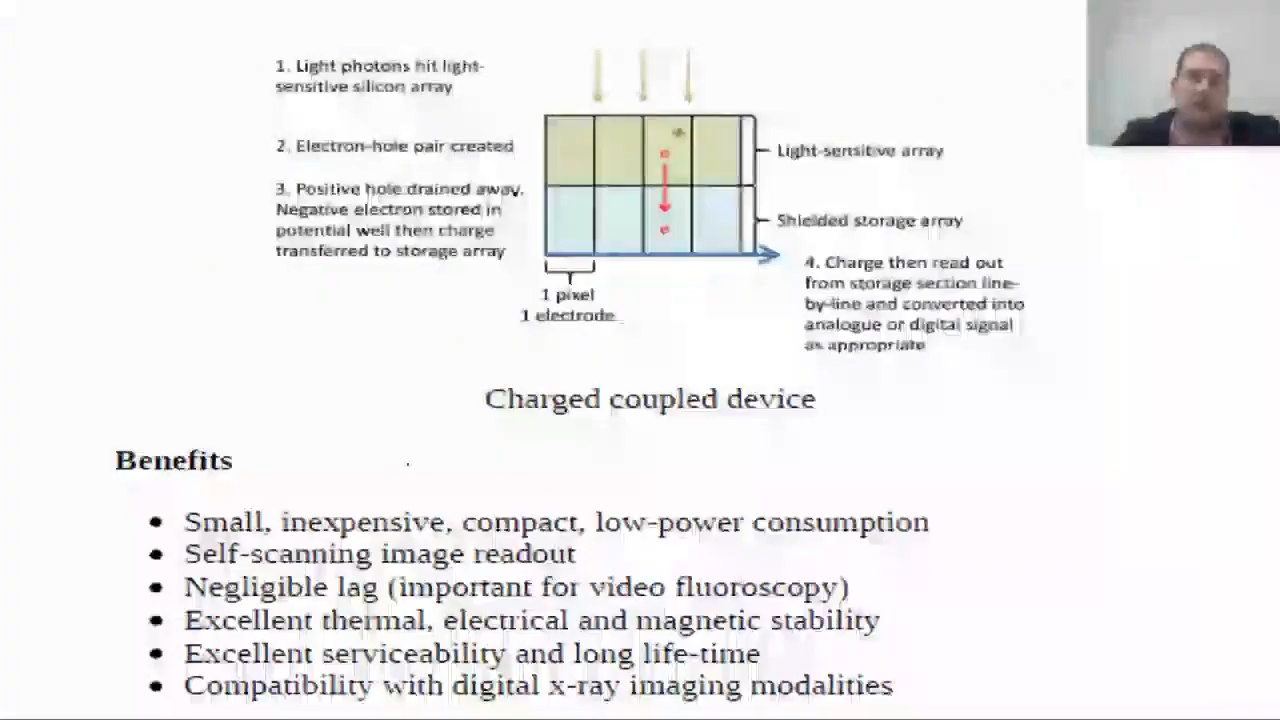 1. Light photons hit light-
sensitive silicon array
2. Electron-hole pair created
3. Positive hole drained away.
Negative electron stored in
potential well then charge
transferred to storage array
+
e
e
Light-sensitive array
Shielded storage array
1 pixel
1 electrode
4. Charge then read out
from storage section line-
by-line and converted into
analogue or digital signal
as appropriate
Charged coupled device
Benefits
• Small, inexpensive, compact, low-power consumption
• Self-scanning image readout
• Negligible lag (important for video fluoroscopy)
• Excellent thermal, electrical and magnetic stability
• Excellent serviceability and long life-time
• Compatibility with digital x-ray imaging modalities